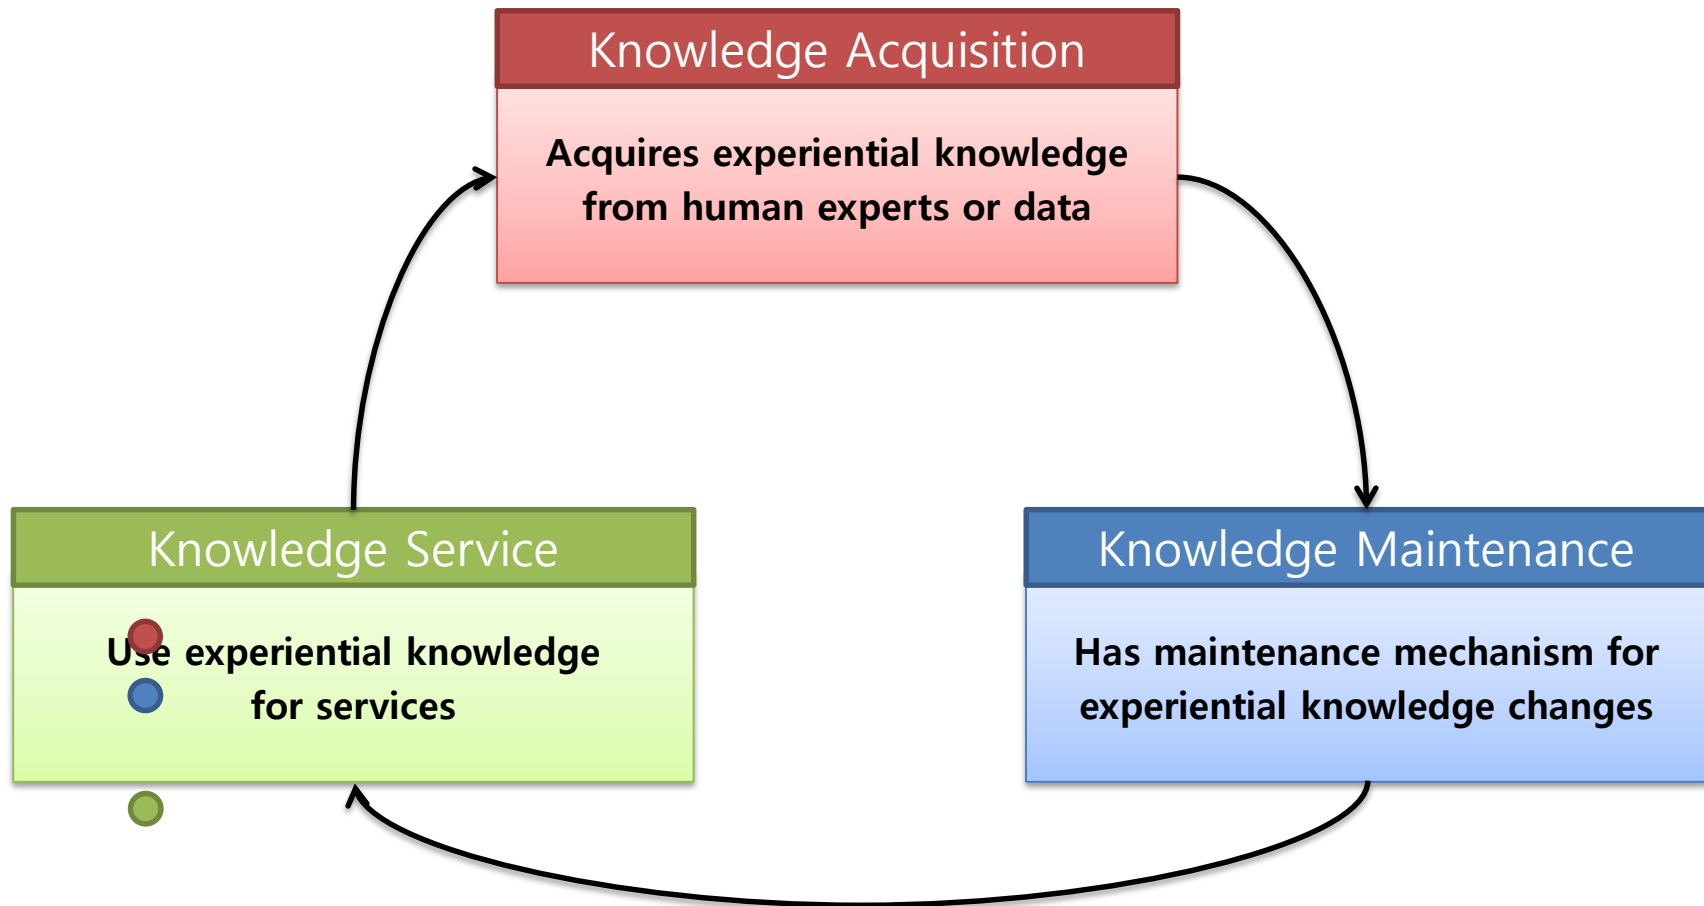 Knowledge Acquisition
Acquires experiential knowledge
from human experts or data
Knowledge Service
Use experiential knowledge
for services
Knowledge Maintenance
Has maintenance mechanism for
experiential knowledge changes